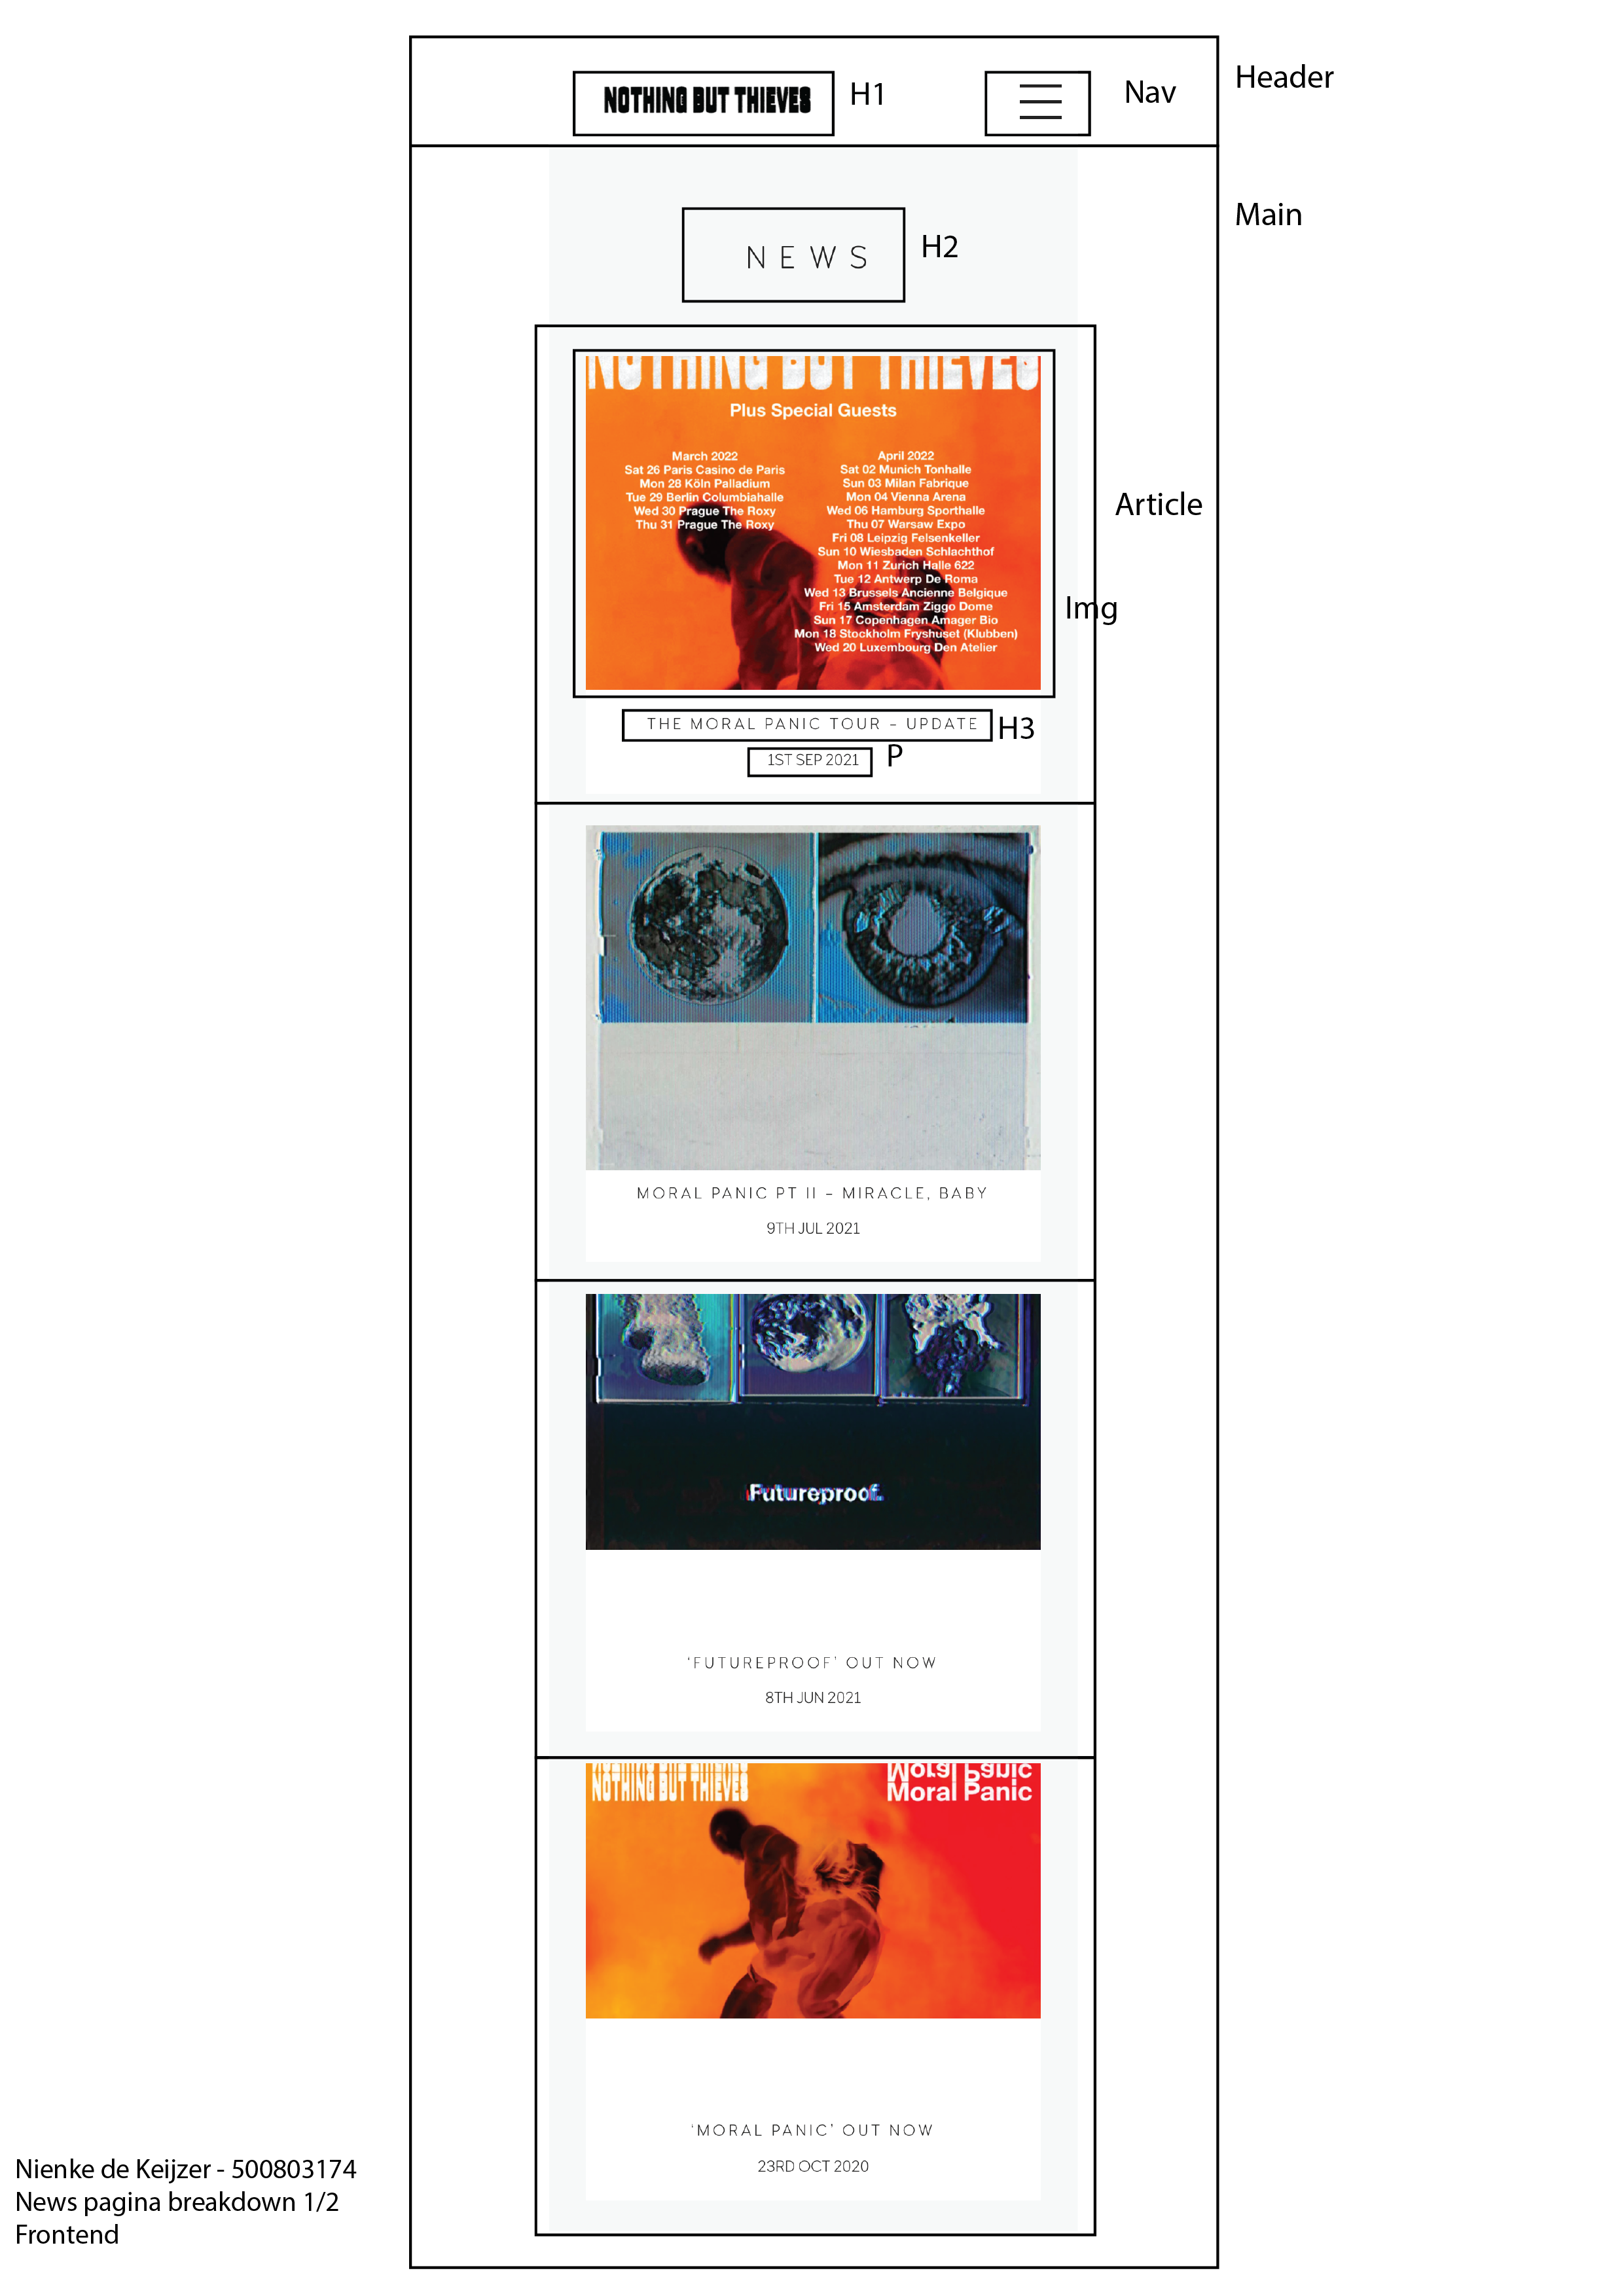 Header
NOTHING BUT THIEVES
H1
Nav
Main
NEWS
H2
NOTHING BUT THIEVES
Plus Special Guests
March 2022
Sat 26 Paris Casino de Paris
Mon 28 Köln Palladium
Tue 29 Berlin Columbiahalle
Wed 30 Prague The Roxy
Thu 31 Prague The Roxy
April 2022
Sat 02 Munich Tonhalle
Sun 03 Milan Fabrique
Mon 04 Vienna Arena
Wed 06 Hamburg Sporthalle
Thu 07 Warsaw Expo
Fri 08 Leipzig Felsenkeller
Sun 10 Wiesbaden Schlachthof
Mon 11 Zurich Halle 622
Tue 12 Antwerp De Roma
Wed 13 Brussels Ancienne Belgique
Fri 15 Amsterdam Ziggo Dome
Sun 17 Copenhagen Amager Bio
Mon 18 Stockholm Fryshuset (Klubben)
Wed 20 Luxembourg Den Atelier
Article
Img
THE MORAL PANIC TOUR – UPDATE
H3
1ST SEP 2021
P
MORAL PANIC PT II – MIRACLE, BABY
9TH JUL 2021
Futureproof.
‘FUTUREPROOF’ OUT NOW
8TH JUN 2021
NOTHING BUT THIEVES
NOTHING BUT THIEVES
Moral Panic
Moral Panic
‘MORAL PANIC’ OUT NOW
23RD OCT 2020
Nienke de Keijzer - 500803174
News pagina breakdown 1/2
Frontend